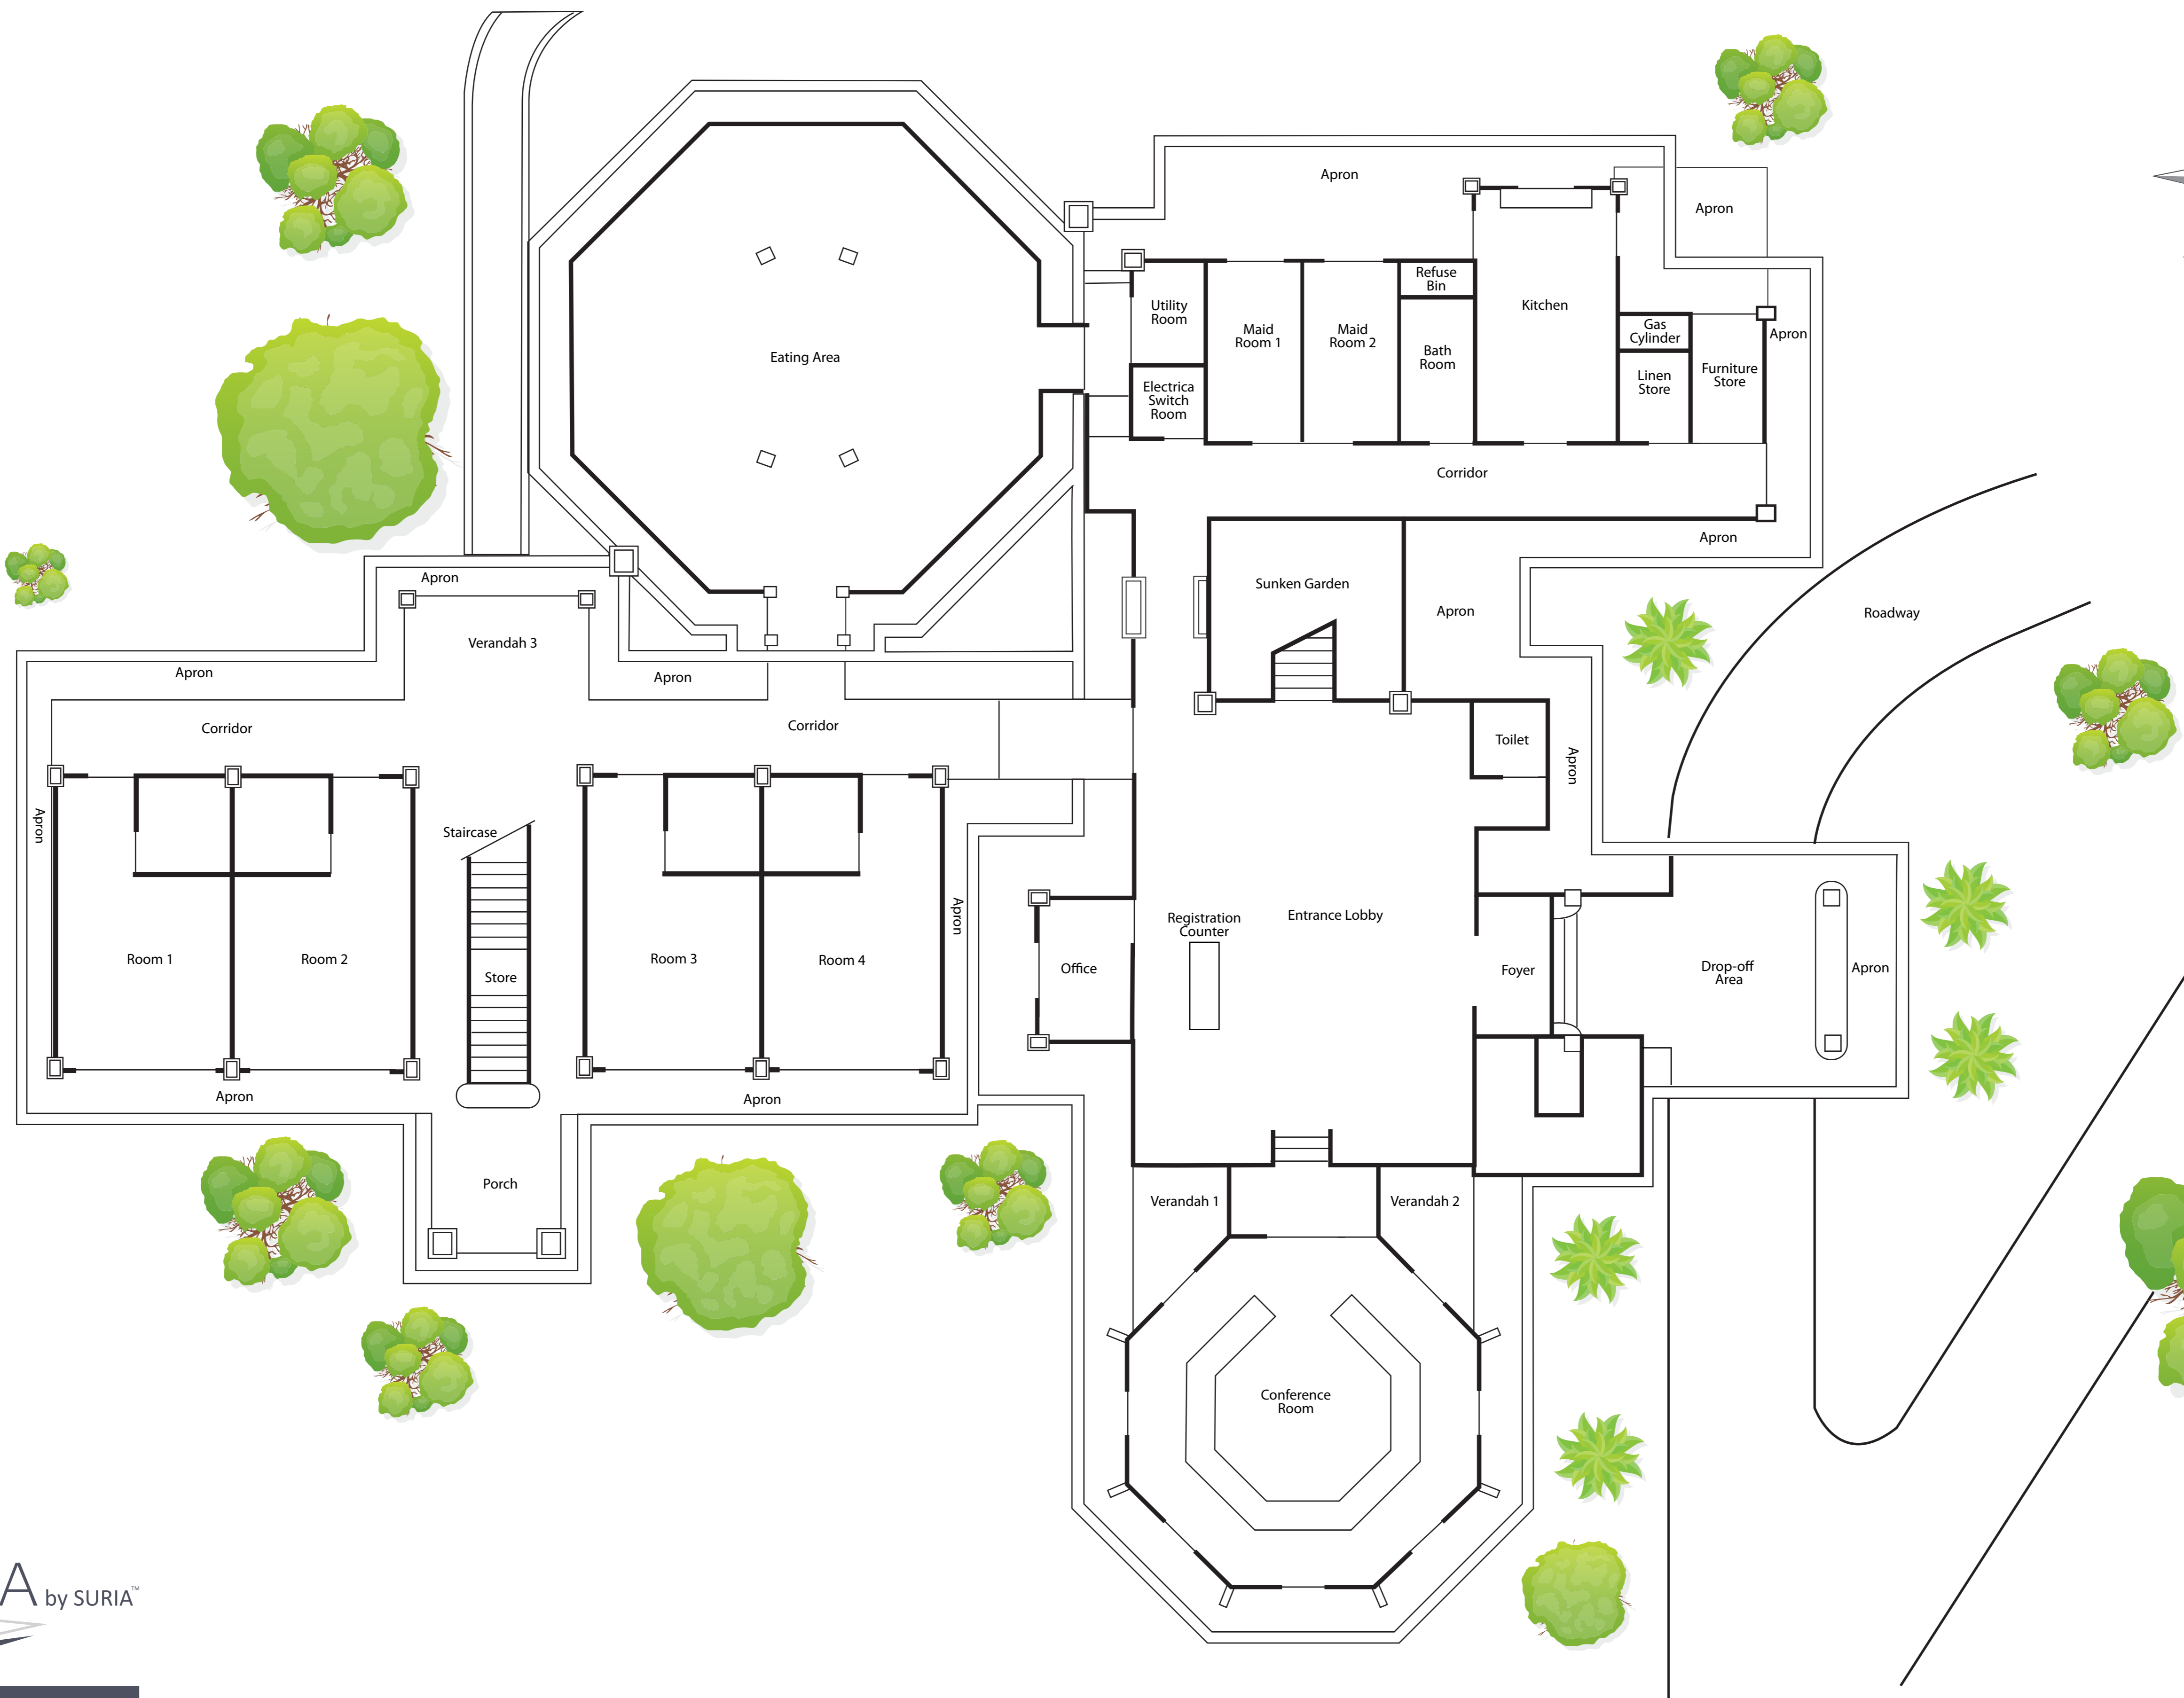 Apron
Apron
Refuse
Bin
Utility
Room
Kitchen
Maid
Room 1
Maid
Room 2
Gas
Cylinder
Apron
Eating Area
Bath
Room
Linen
Store
Furniture
Store
Electrica
Switch
Room
Corridor
Apron
Apron
Sunken Garden
Apron
Roadway
Verandah 3
Apron
Apron
Corridor
Corridor
Toilet
Apron
Apron
Staircase
Registration
Counter
Entrance Lobby
Apron
Room 1
Room 2
Store
Room 3
Room 4
Office
Foyer
Drop-off
Area
Apron
Apron
Apron
Porch
Verandah 1
Verandah 2
Conference
Room
A by SURIA™